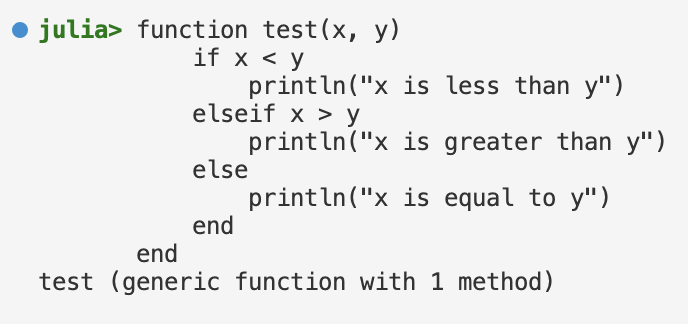 julia> function test(x, y)
           if x < y
               println("x is less than y")
           elseif x > y
               println("x is greater than y")
           else
               println("x is equal to y")
           end
       end
test (generic function with 1 method)